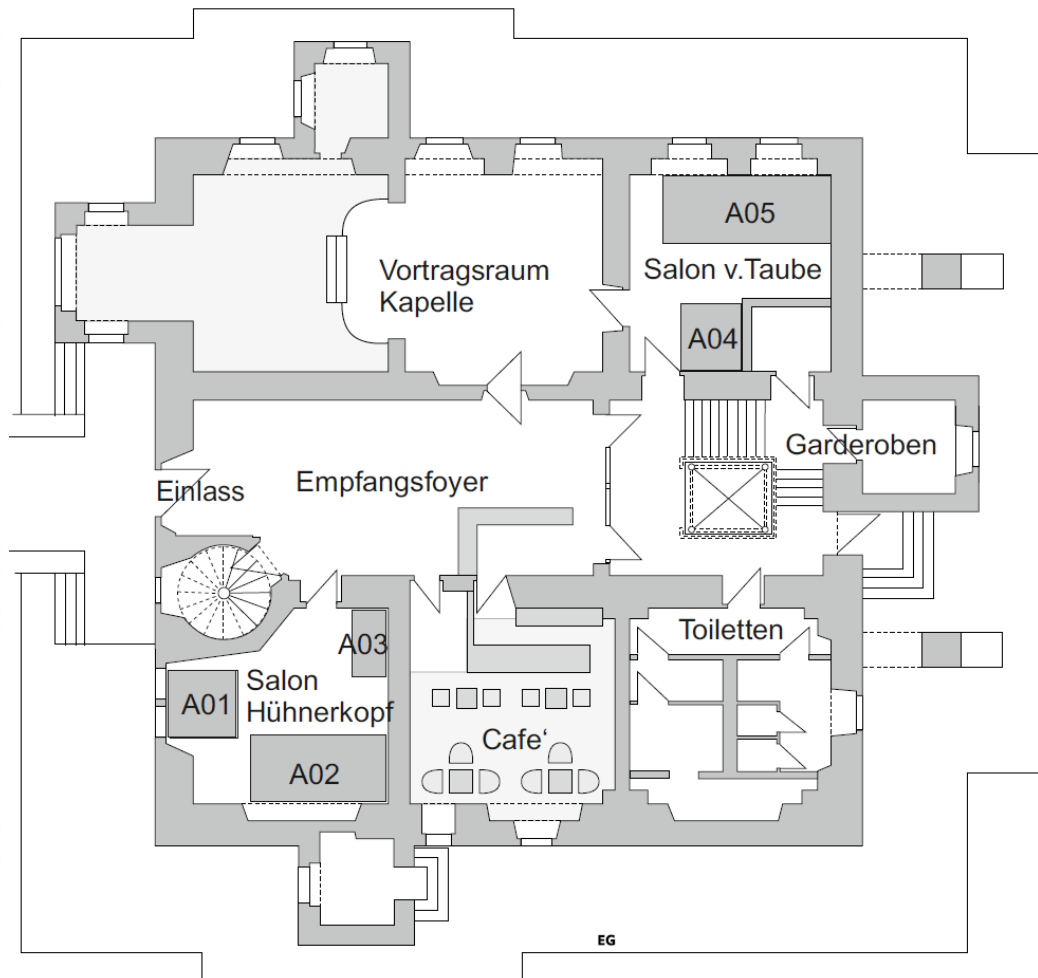 A05
Salon v.Taube
Vortragsraum
Kapelle
A04
Garderoben
Empfangsfoyer
Einlass
Toiletten
A03
Salon
Hühnerkopf
A01
Cafe‘
A02
EG